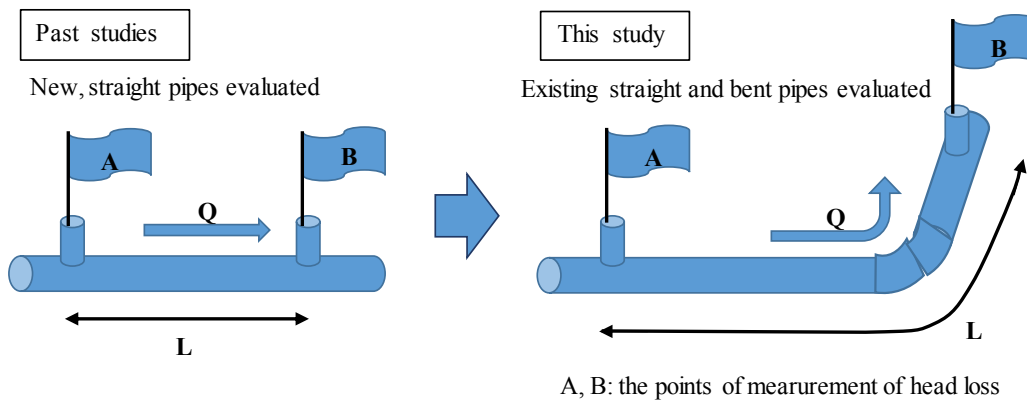 Past studies
New, straight pipes evaluated
A
B
Q
L
This study
Existing straight and bent pipes evaluated
B
A
Q
L
A, B: the points of mearurement of head loss